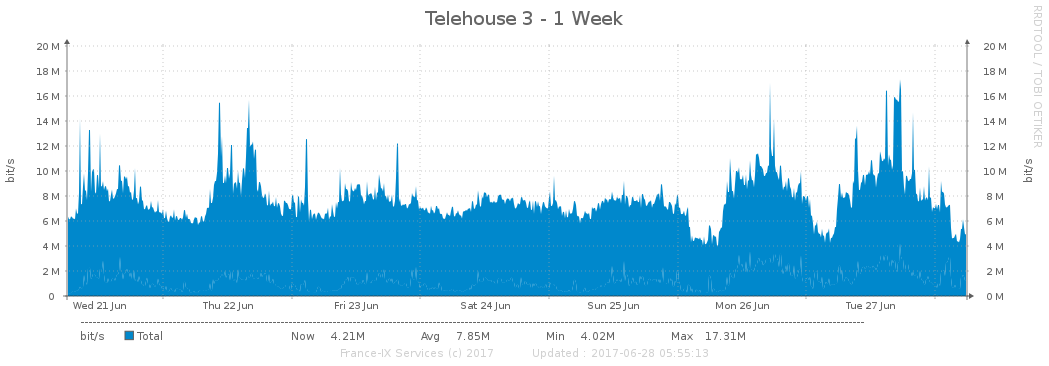 Telehouse 3 - 1 Week
RRDTOOL / TOBI OETIKER
20 M 20 M
18 M 18 M
16 M 16 M
14 M 14 M
12 M 12 M
10 M 10 M
8 M 8 M
6 M 6 M
4 M 4 M
2 M 2 M
0 0 M
bit/s bit/s
Wed 21 Jun Thu 22 Jun Fri 23 Jun Sat 24 Jun Sun 25 Jun Mon 26 Jun Tue 27 Jun
bit/s Total Now 4.21M Avg 7.85M Min 4.02M Max 17.31M
France-IX Services (c) 2017 Updated : 2017-06-28 05:55:13